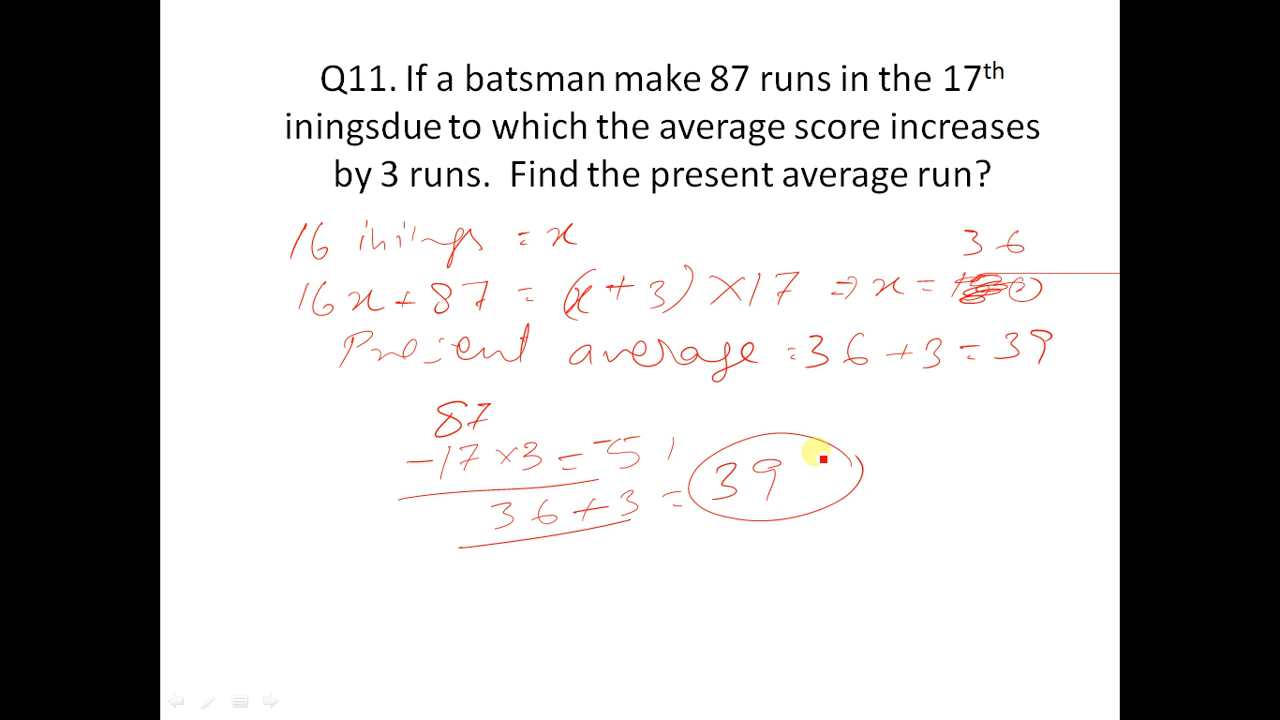 Q11. If a batsman make 87 runs in the 17th
iningsdue to which the average score increases
by 3 runs. Find the present average run?
16 inings = x
36
16x + 87 = (x + 3) × 17 ⇒ x =
Present average = 36 + 3 = 39
87
-17 × 3 = -51
36 + 3 = 39